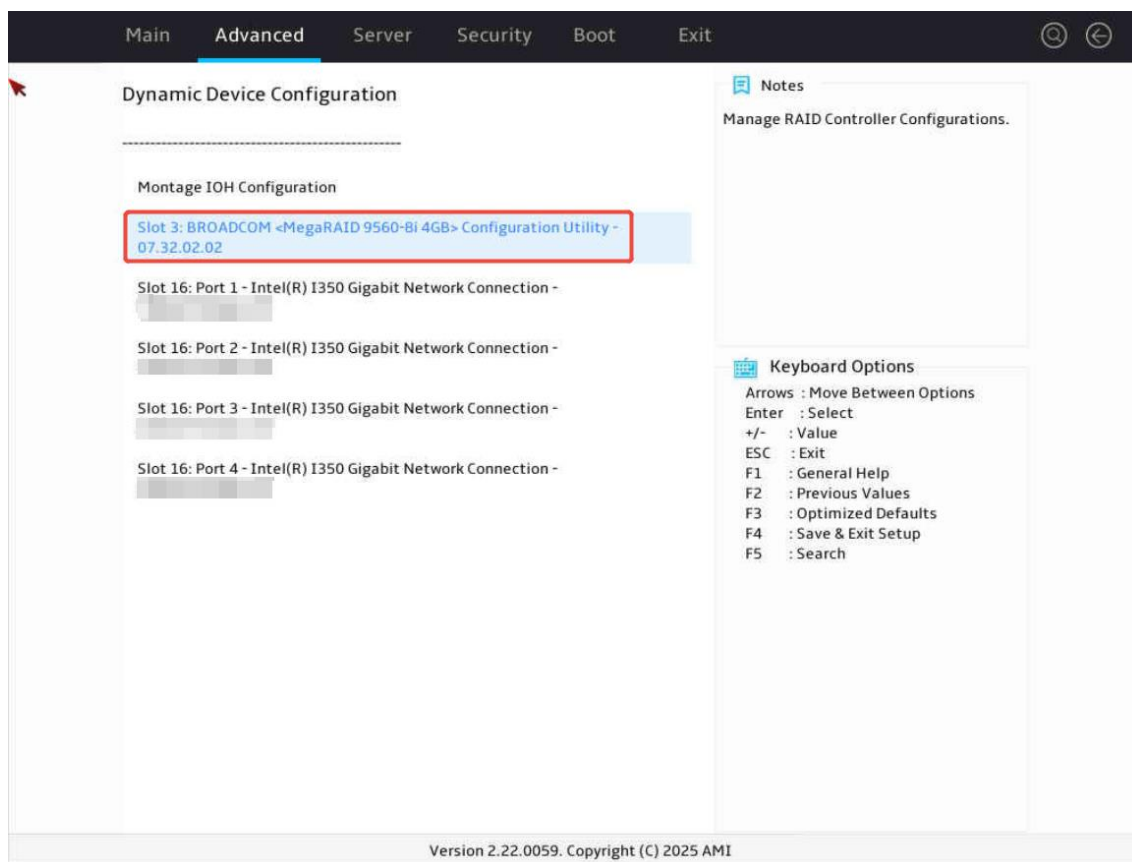 Main Advanced Server Security Boot Exit
Dynamic Device Configuration
--------------------------------------------------
Montage IOH Configuration
Slot 3: BROADCOM <MegaRAID 9560-8i 4GB> Configuration Utility -
07.32.02.02
Slot 16: Port 1 - Intel(R) I350 Gigabit Network Connection -
Slot 16: Port 2 - Intel(R) I350 Gigabit Network Connection -
Slot 16: Port 3 - Intel(R) I350 Gigabit Network Connection -
Slot 16: Port 4 - Intel(R) I350 Gigabit Network Connection -
Notes
Manage RAID Controller Configurations.
Keyboard Options
Arrows : Move Between Options
Enter : Select
+/- : Value
ESC : Exit
F1 : General Help
F2 : Previous Values
F3 : Optimized Defaults
F4 : Save & Exit Setup
F5 : Search
Version 2.22.0059. Copyright (C) 2025 AMI